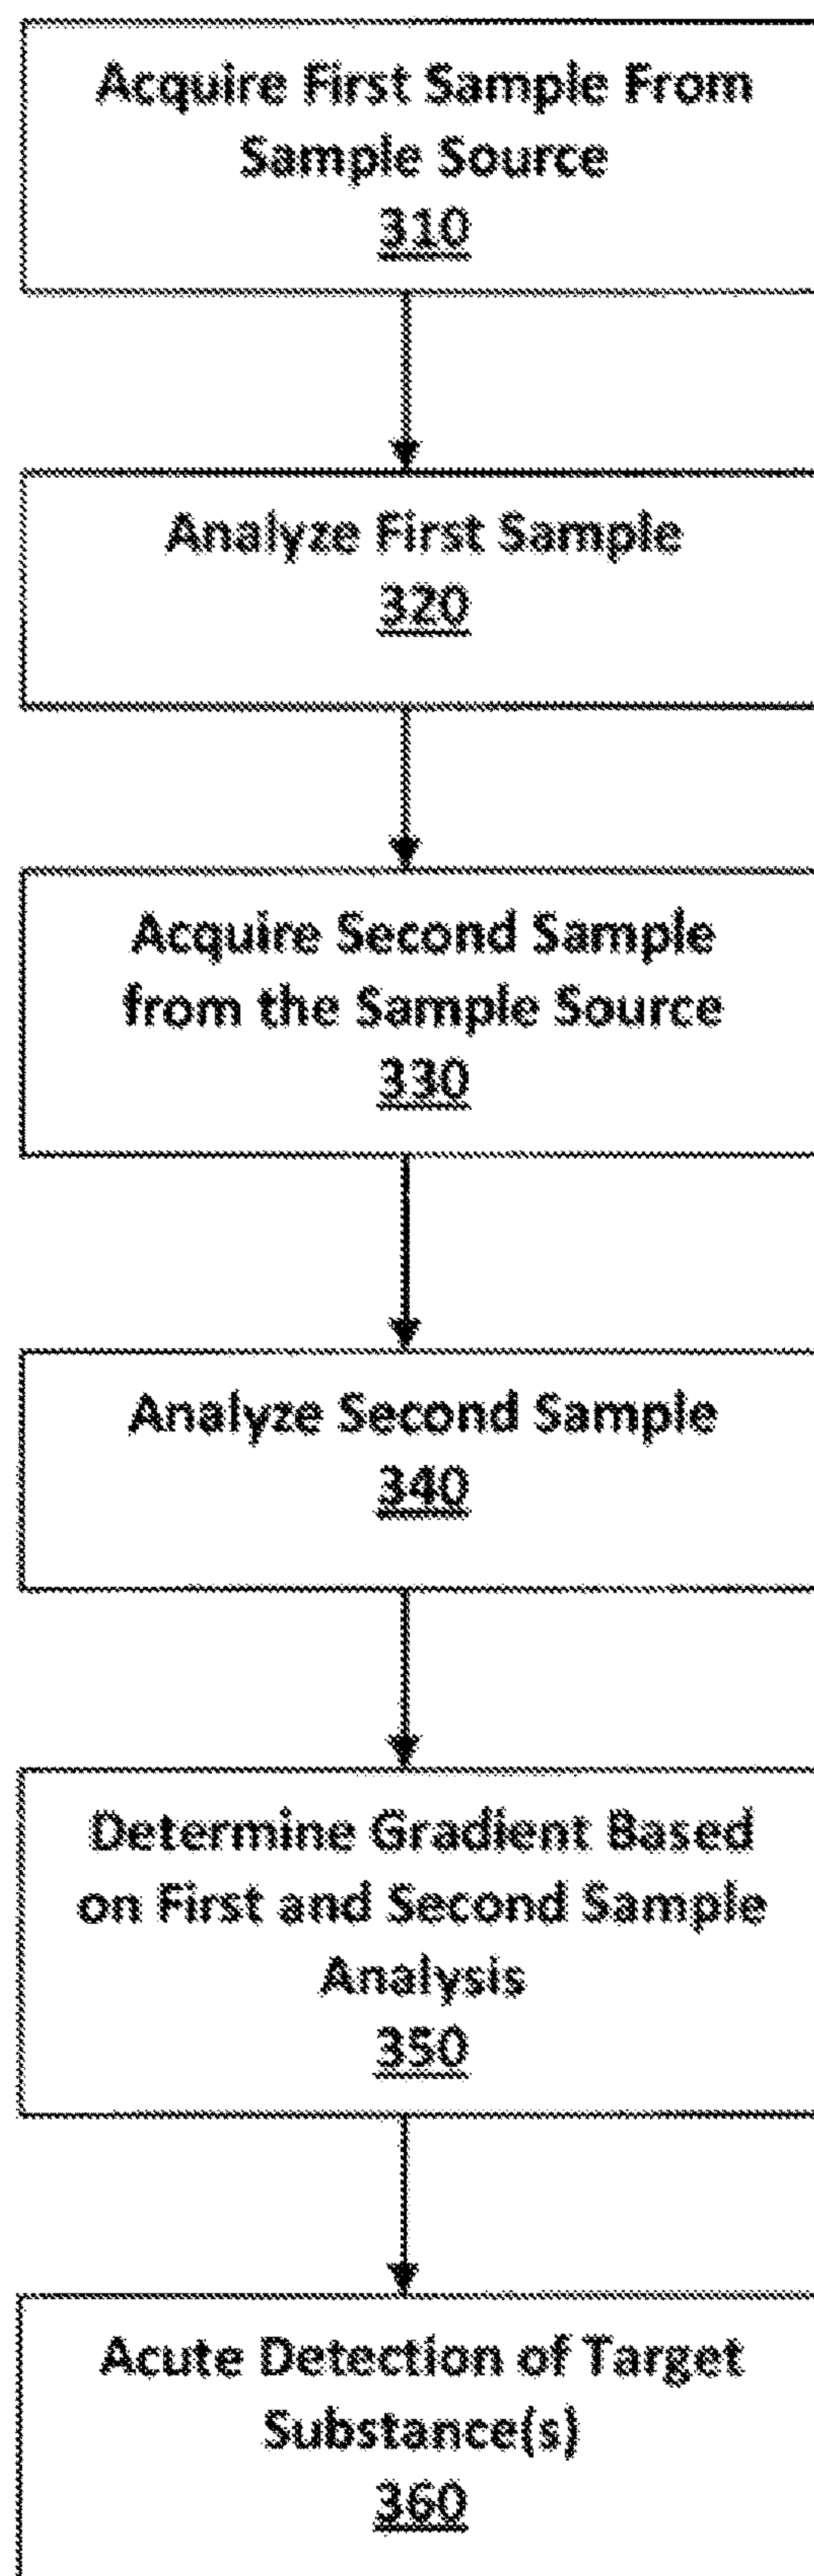 Acquire First Sample From
Sample Source
310
Analyze First Sample
320
Acquire Second Sample
from the Sample Source
330
Analyze Second Sample
340
Determine Gradient Based
on First and Second Sample
Analysis
350
Acute Detection of Target
Substance(s)
360